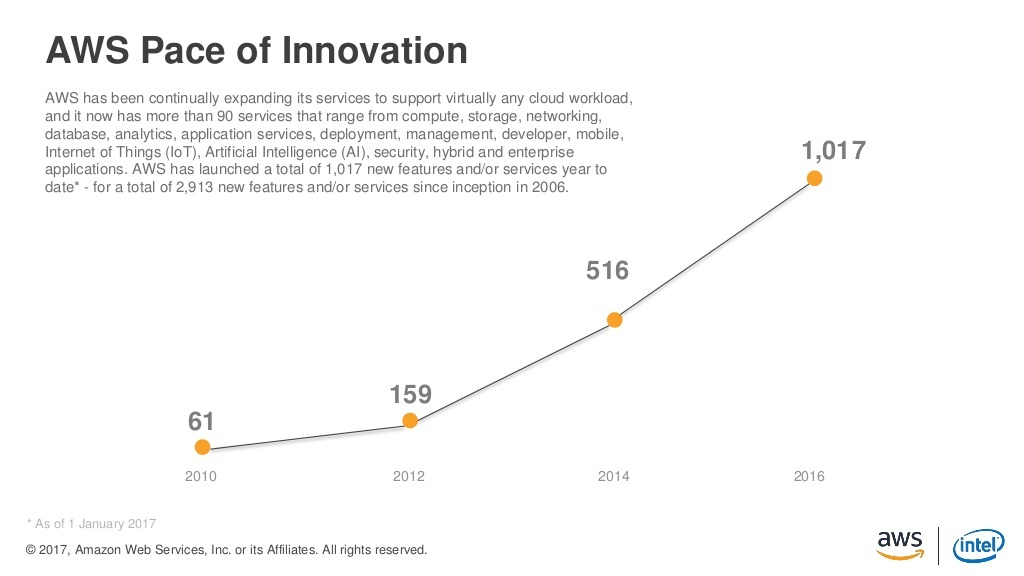 AWS Pace of Innovation
AWS has been continually expanding its services to support virtually any cloud workload,
and it now has more than 90 services that range from compute, storage, networking,
database, analytics, application services, deployment, management, developer, mobile,
Internet of Things (IoT), Artificial Intelligence (AI), security, hybrid and enterprise
applications. AWS has launched a total of 1,017 new features and/or services year to
date* - for a total of 2,913 new features and/or services since inception in 2006.
1,017
516
159
61
2010 2012 2014 2016
* As of 1 January 2017
© 2017, Amazon Web Services, Inc. or its Affiliates. All rights reserved.
aws intel